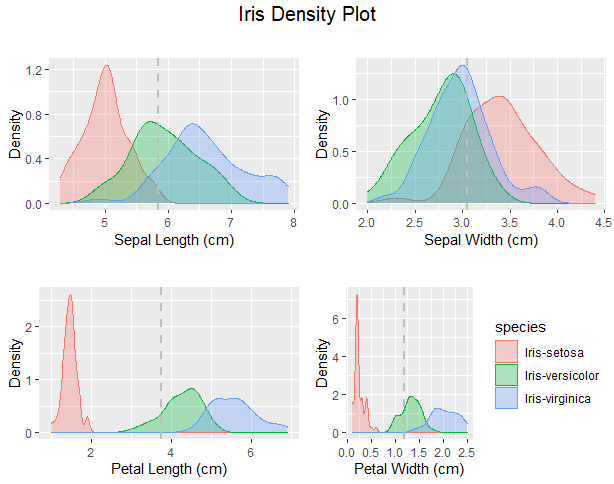 Iris Density Plot
Density
1.2
0.8
0.4
0.0
5
6
7
8
Sepal Length (cm)
Density
1.0
0.5
0.0
2.0
2.5
3.0
3.5
4.0
4.5
Sepal Width (cm)
Density
2
1
0
2
4
6
Petal Length (cm)
Density
6
4
2
0
0.0
0.5
1.0
1.5
2.0
2.5
Petal Width (cm)
species
Iris-setosa
Iris-versicolor
Iris-virginica